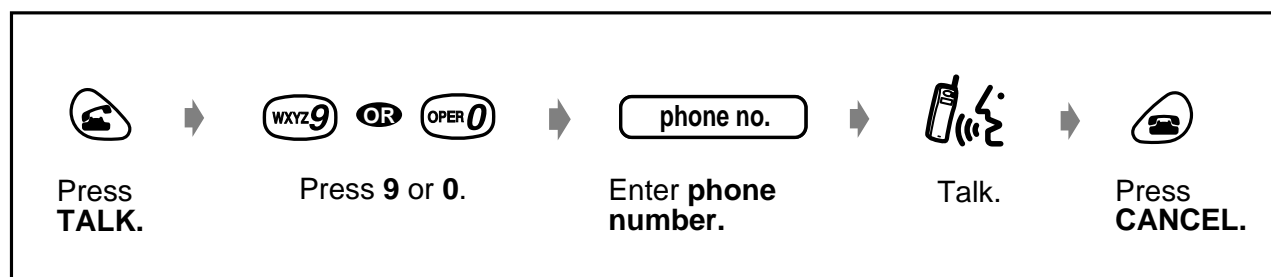 WXYZ9 OR OPER0 phone no.
Press TALK.
Press 9 or 0.
Enter phone number.
Talk.
Press CANCEL.